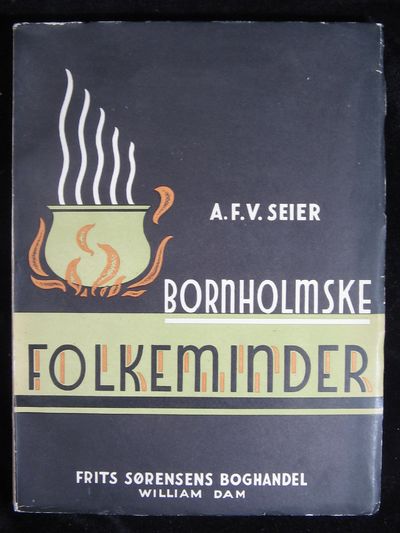 A.F.V. SEIER
BORNHOLMSKE
FOLKEMINDER
FRITS SØRENSENS BOGHANDEL
WILLIAM DAM